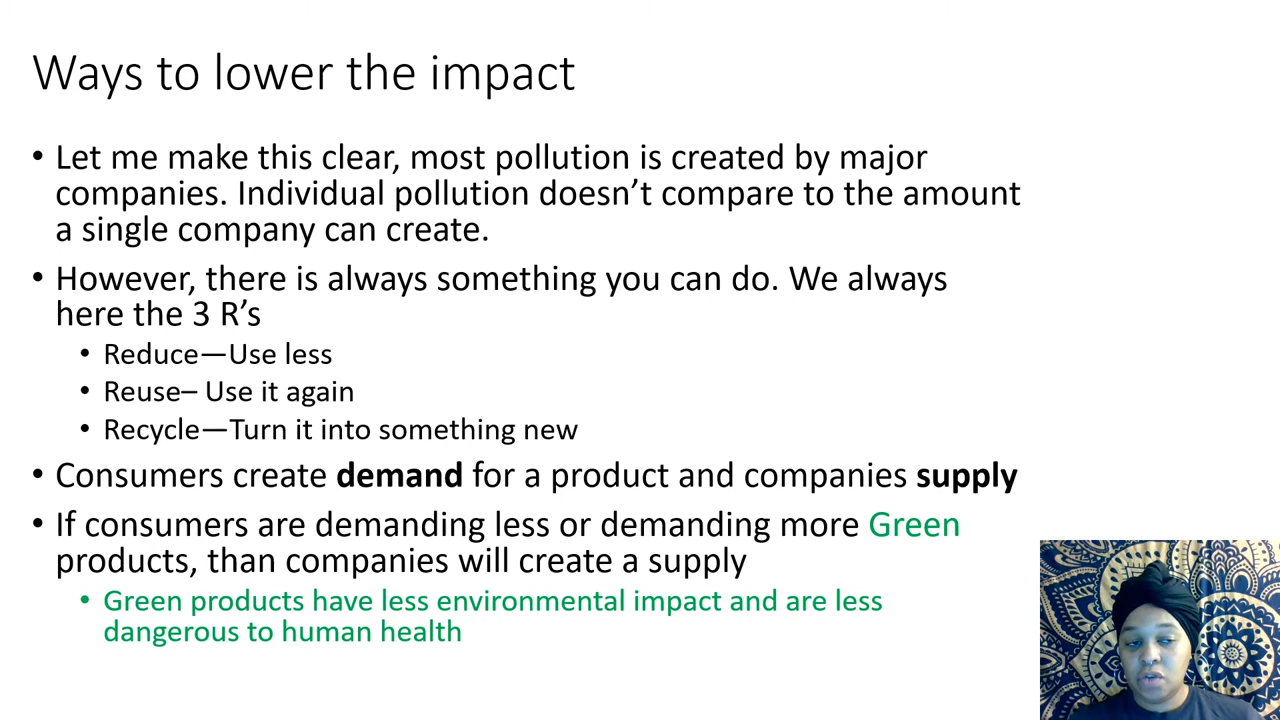 Ways to lower the impact
• Let me make this clear, most pollution is created by major
companies. Individual pollution doesn’t compare to the amount
a single company can create.
• However, there is always something you can do. We always
here the 3 R’s
• Reduce—Use less
• Reuse– Use it again
• Recycle—Turn it into something new
• Consumers create demand for a product and companies supply
• If consumers are demanding less or demanding more Green
products, than companies will create a supply
• Green products have less environmental impact and are less
dangerous to human health